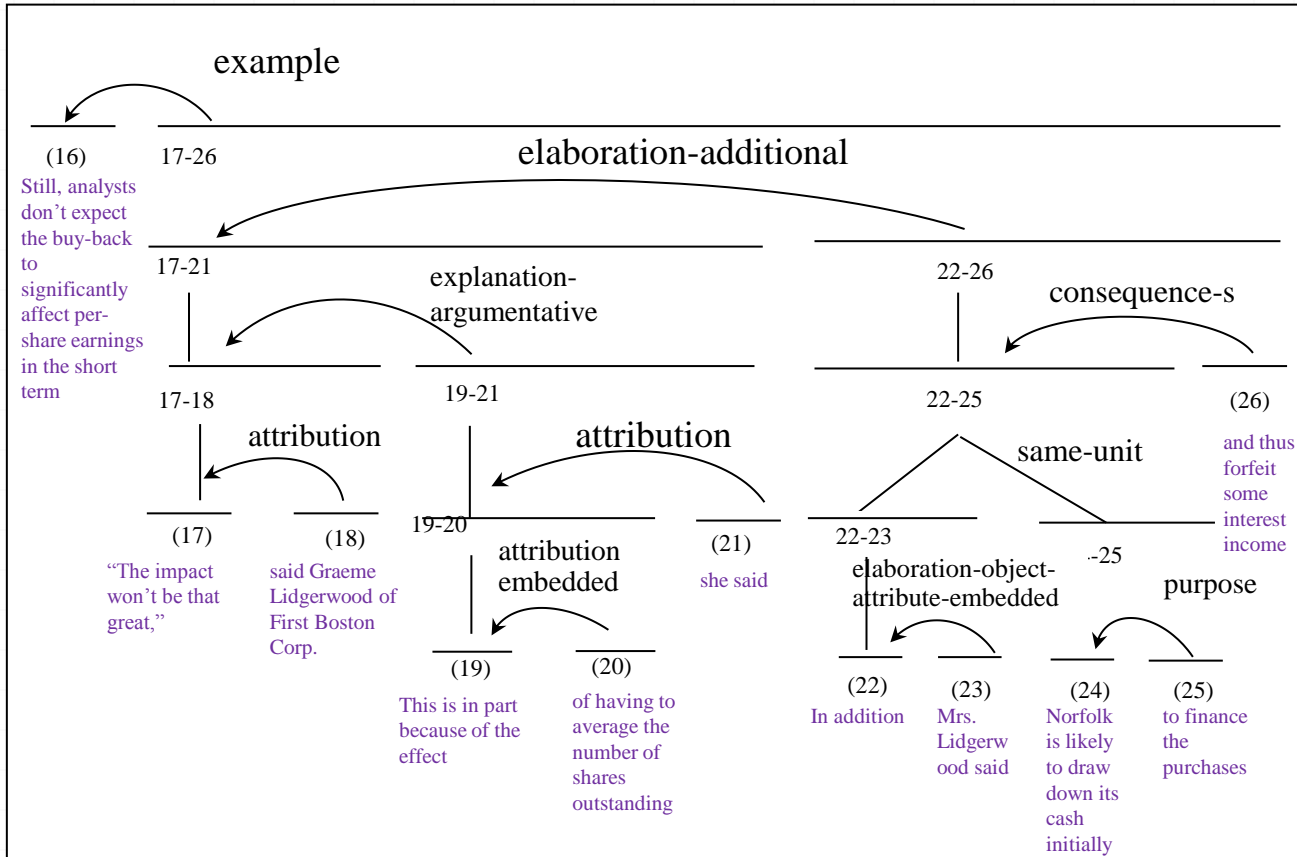 example
(16)
17-26
elaboration-additional
Still, analysts
don’t expect
the buy-back
to
significantly
affect per-
share earnings
in the short
term
17-21
22-26
explanation-
argumentative
consequence-s
17-18
19-21
22-25
(26)
attribution
attribution
same-unit
and thus
forfeit
some
interest
income
(17)
(18)
19-20
(21)
22-23
-25
“The impact
won’t be that
great,”
said Graeme
Lidgerwood of
First Boston
Corp.
attribution
embedded
she said
elaboration-object-
attribute-embedded
purpose
(19)
(20)
(22)
(23)
(24)
(25)
This is in part
because of the
effect
of having to
average the
number of
shares
outstanding
In addition
Mrs.
Lidgerw
ood said
Norfolk
is likely
to draw
down its
cash
initially
to finance
the
purchases